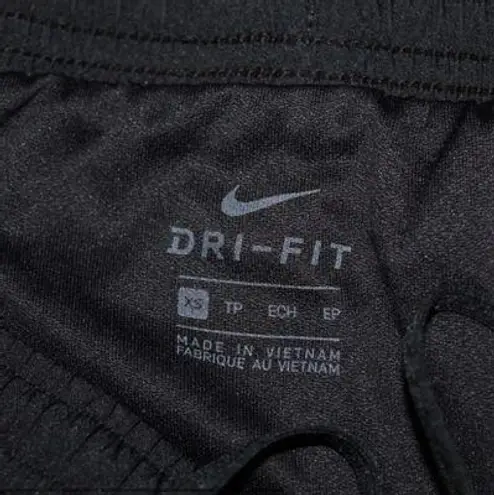 DRI-FIT
XS TP ECH EP
MADE IN VIETNAM
FABRIQUE AU VIETNAM